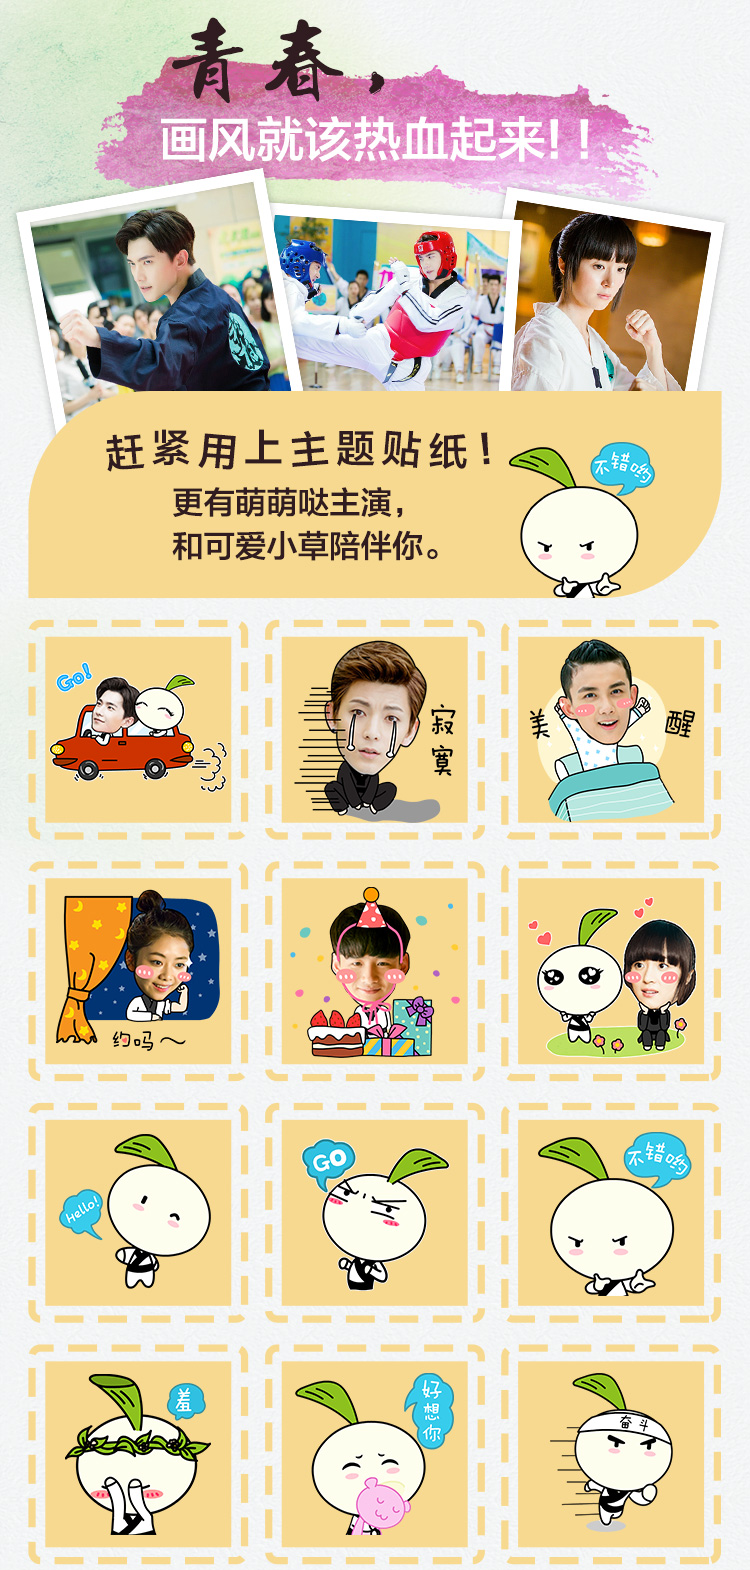 青春，
画风就该热血起来！！
赶紧用上主题贴纸！
更有萌萌哒主演，
和可爱小草陪伴你。
不错哟
Go!
寂寞
美醒
约吗～
Hello!
GO
不错哟
羞
好想你
奋斗